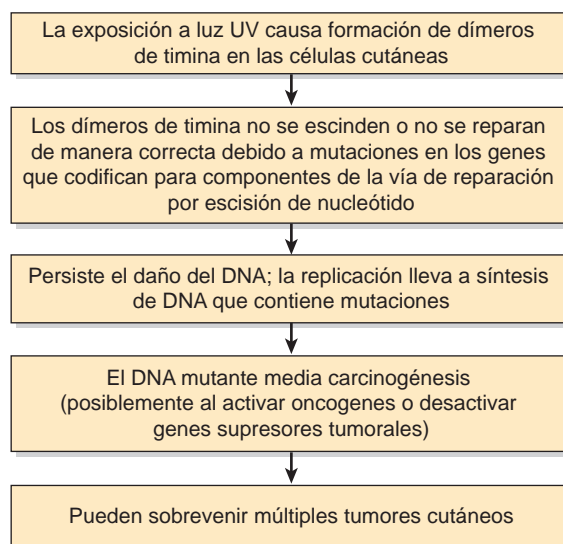 La exposición a luz UV causa formación de dímeros
de timina en las células cutáneas
Los dímeros de timina no se escinden o no se reparan
de manera correcta debido a mutaciones en los genes
que codifican para componentes de la vía de reparación
por escisión de nucleótido
Persiste el daño del DNA; la replicación lleva a síntesis
de DNA que contiene mutaciones
El DNA mutante media carcinogénesis
(posiblemente al activar oncogenes o desactivar
genes supresores tumorales)
Pueden sobrevenir múltiples tumores cutáneos